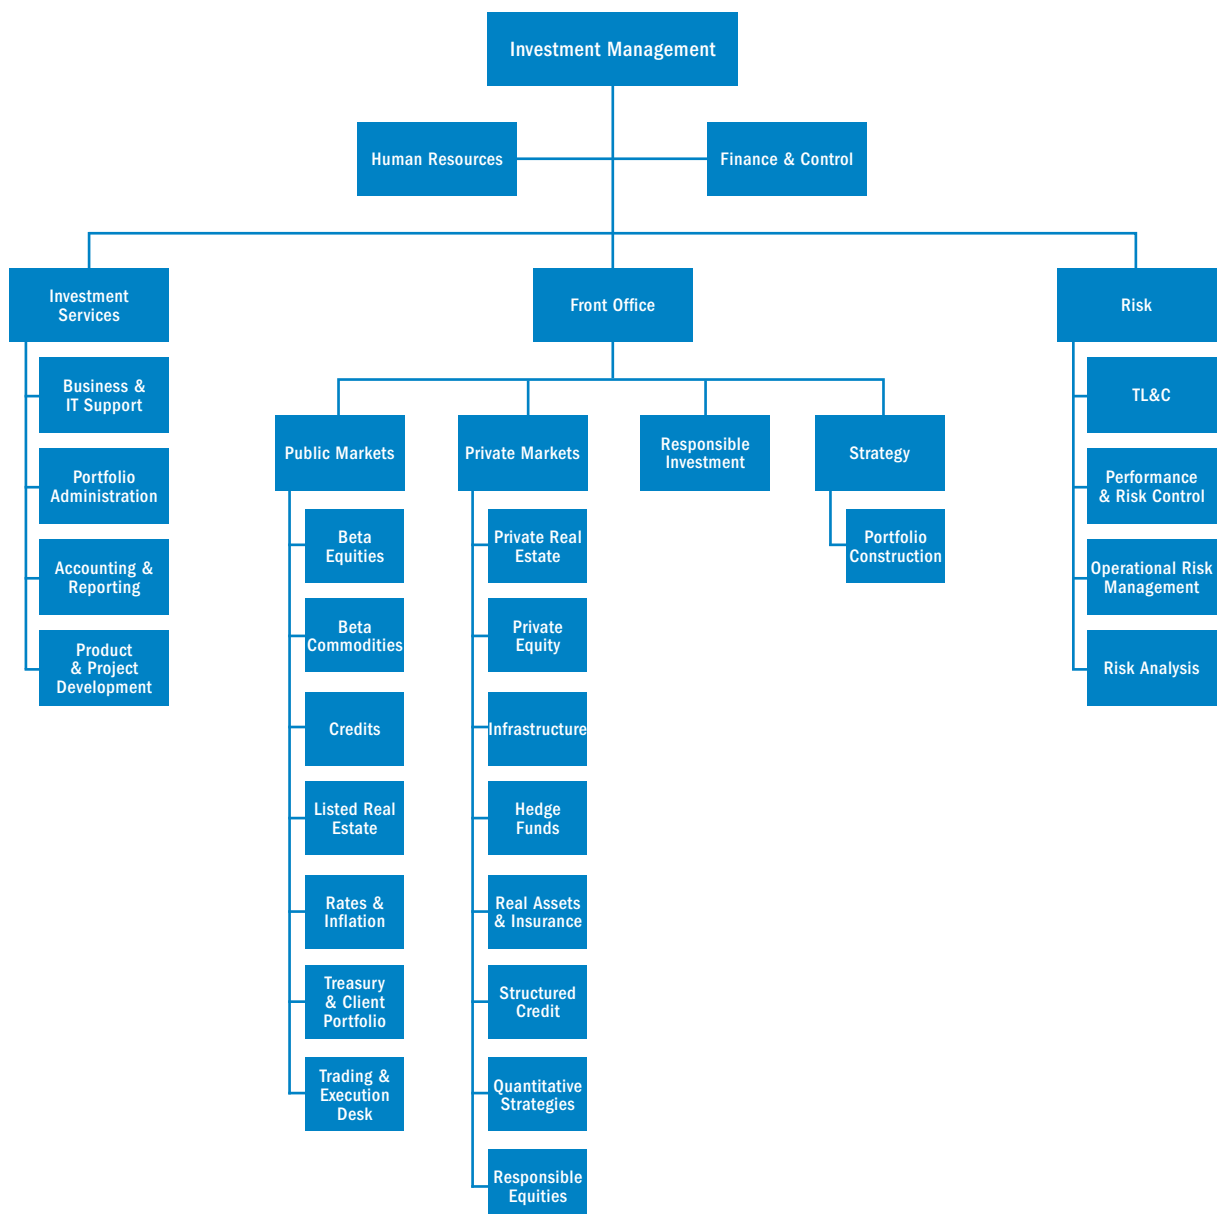 Investment Management
Human Resources
Finance & Control
Investment
Services
Front Office
Risk
Business &
IT Support
Portfolio
Administration
Accounting &
Reporting
Product
& Project
Development
Public Markets
Beta
Equities
Beta
Commodities
Credits
Listed Real
Estate
Rates &
Inflation
Treasury
& Client
Portfolio
Trading &
Execution
Desk
Private Markets
Private Real
Estate
Private
Equity
Infrastructure
Hedge
Funds
Real Assets
& Insurance
Structured
Credit
Quantitative
Strategies
Responsible
Equities
Responsible
Investment
Strategy
Portfolio
Construction
TL&C
Performance
& Risk Control
Operational Risk
Management
Risk Analysis